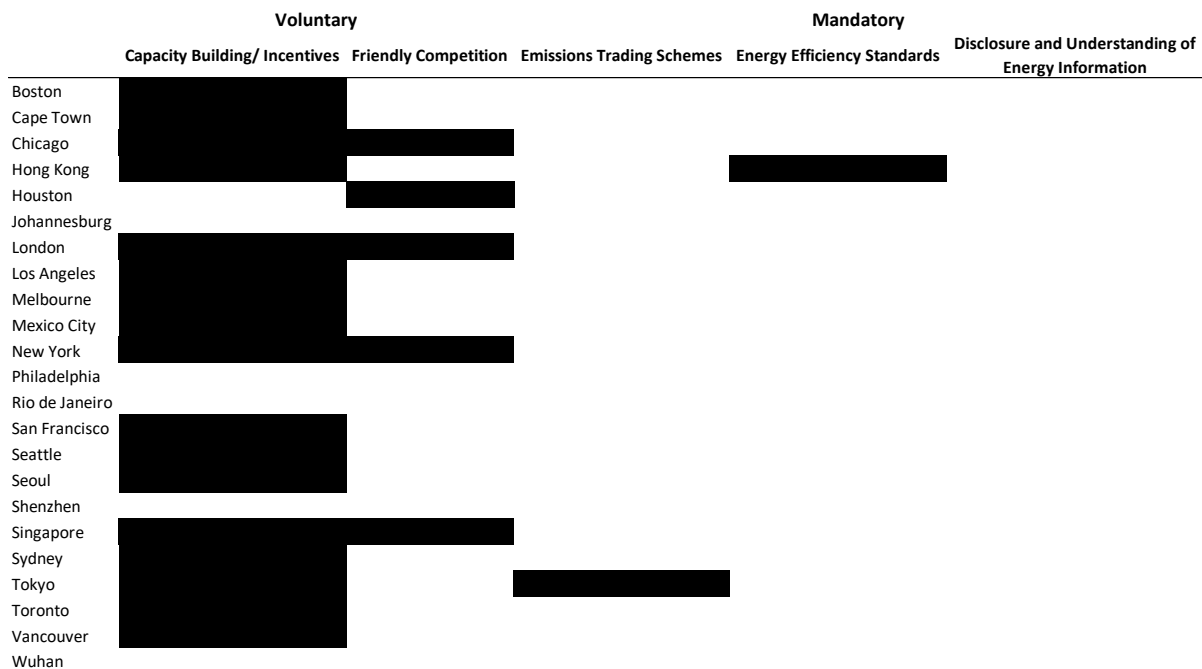 Voluntary Mandatory
Capacity Building/ Incentives Friendly Competition Emissions Trading Schemes Energy Efficiency Standards Disclosure and Understanding of
Energy Information
Boston
Cape Town
Chicago
Hong Kong
Houston
Johannesburg
London
Los Angeles
Melbourne
Mexico City
New York
Philadelphia
Rio de Janeiro
San Francisco
Seattle
Seoul
Shenzhen
Singapore
Sydney
Tokyo
Toronto
Vancouver
Wuhan